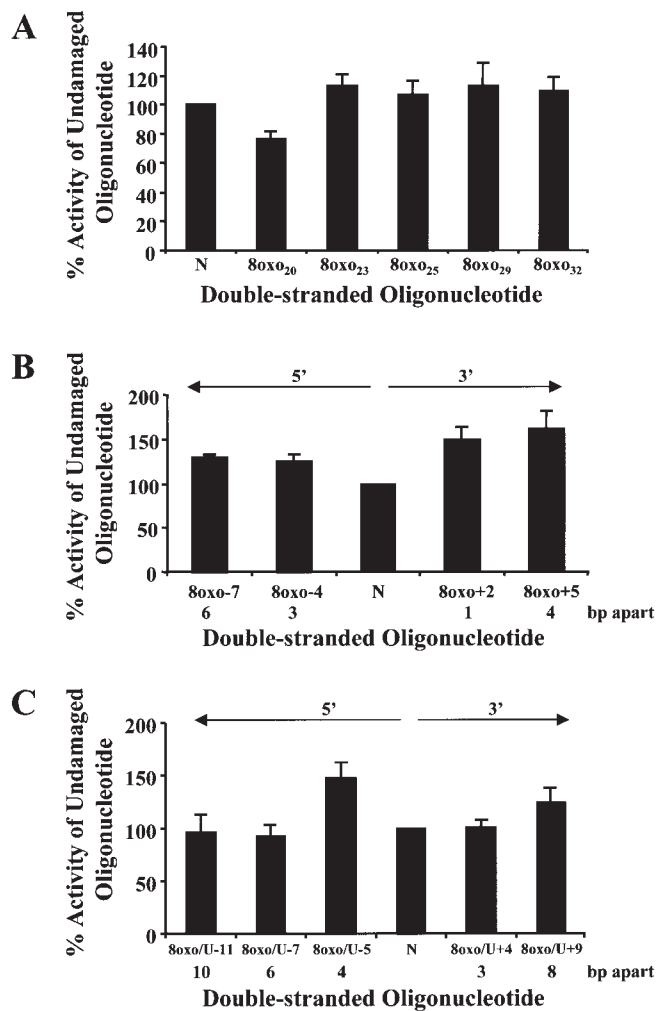 A
% Activity of Undamaged
Oligonucleotide
140
120
100
80
60
40
20
0
N 8oxo20 8oxo23 8oxo25 8oxo29 8oxo32
Double-stranded Oligonucleotide
B
% Activity of Undamaged
Oligonucleotide
5' 3'
200
150
100
50
0
8oxo-7 8oxo-4 N 8oxo+2 8oxo+5
6 3 1 4 bp apart
Double-stranded Oligonucleotide
C
% Activity of Undamaged
Oligonucleotide
5' 3'
200
150
100
50
0
8oxo/U-11 8oxo/U-7 8oxo/U-5 N 8oxo/U+4 8oxo/U+9
10 6 4 3 8 bp apart
Double-stranded Oligonucleotide